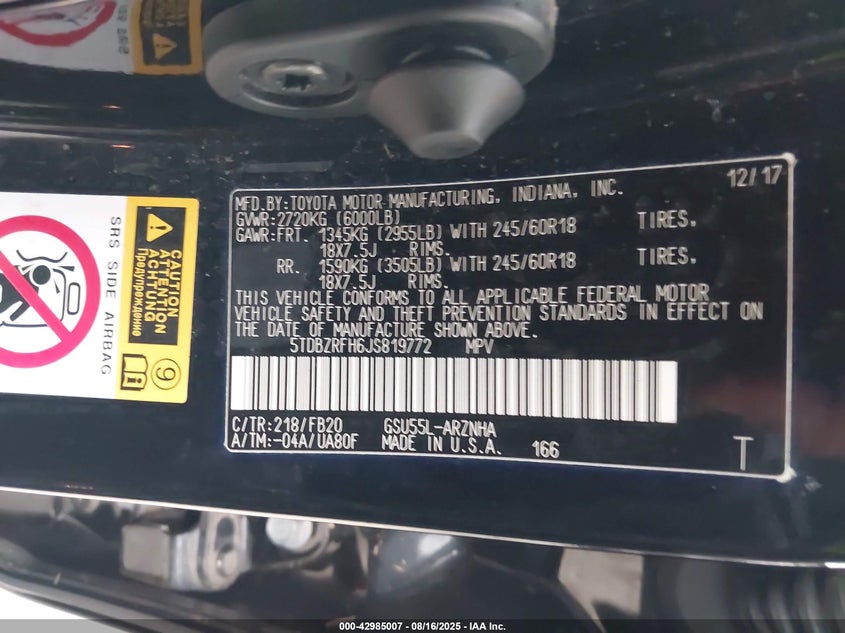 12/17
MFD.BY:TOYOTA MOTOR MANUFACTURING, INDIANA, INC.
GVWR:2720KG (6000LB)
GAWR:FRT. 1345KG (2955LB) WITH 245/60R18 TIRES,
18X7.5J RIMS.
RR. 1590KG (3505LB) WITH 245/60R18 TIRES,
18X7.5J RIMS.
THIS VEHICLE CONFORMS TO ALL APPLICABLE FEDERAL MOTOR
VEHICLE SAFETY AND THEFT PREVENTION STANDARDS IN EFFECT ON
THE DATE OF MANUFACTURE SHOWN ABOVE.
5TDBZRFH6JS819772 MPV
C/TR:218/FB20 GSU55L-ARZNHA
A/TM:-04A/UA80F MADE IN U.S.A. 166
T
SRS SIDE AIRBAG
CAUTION
ATTENTION
ACHTUNG
Предупреждение
9
000-42985007 - 08/16/2025 - IAA Inc.